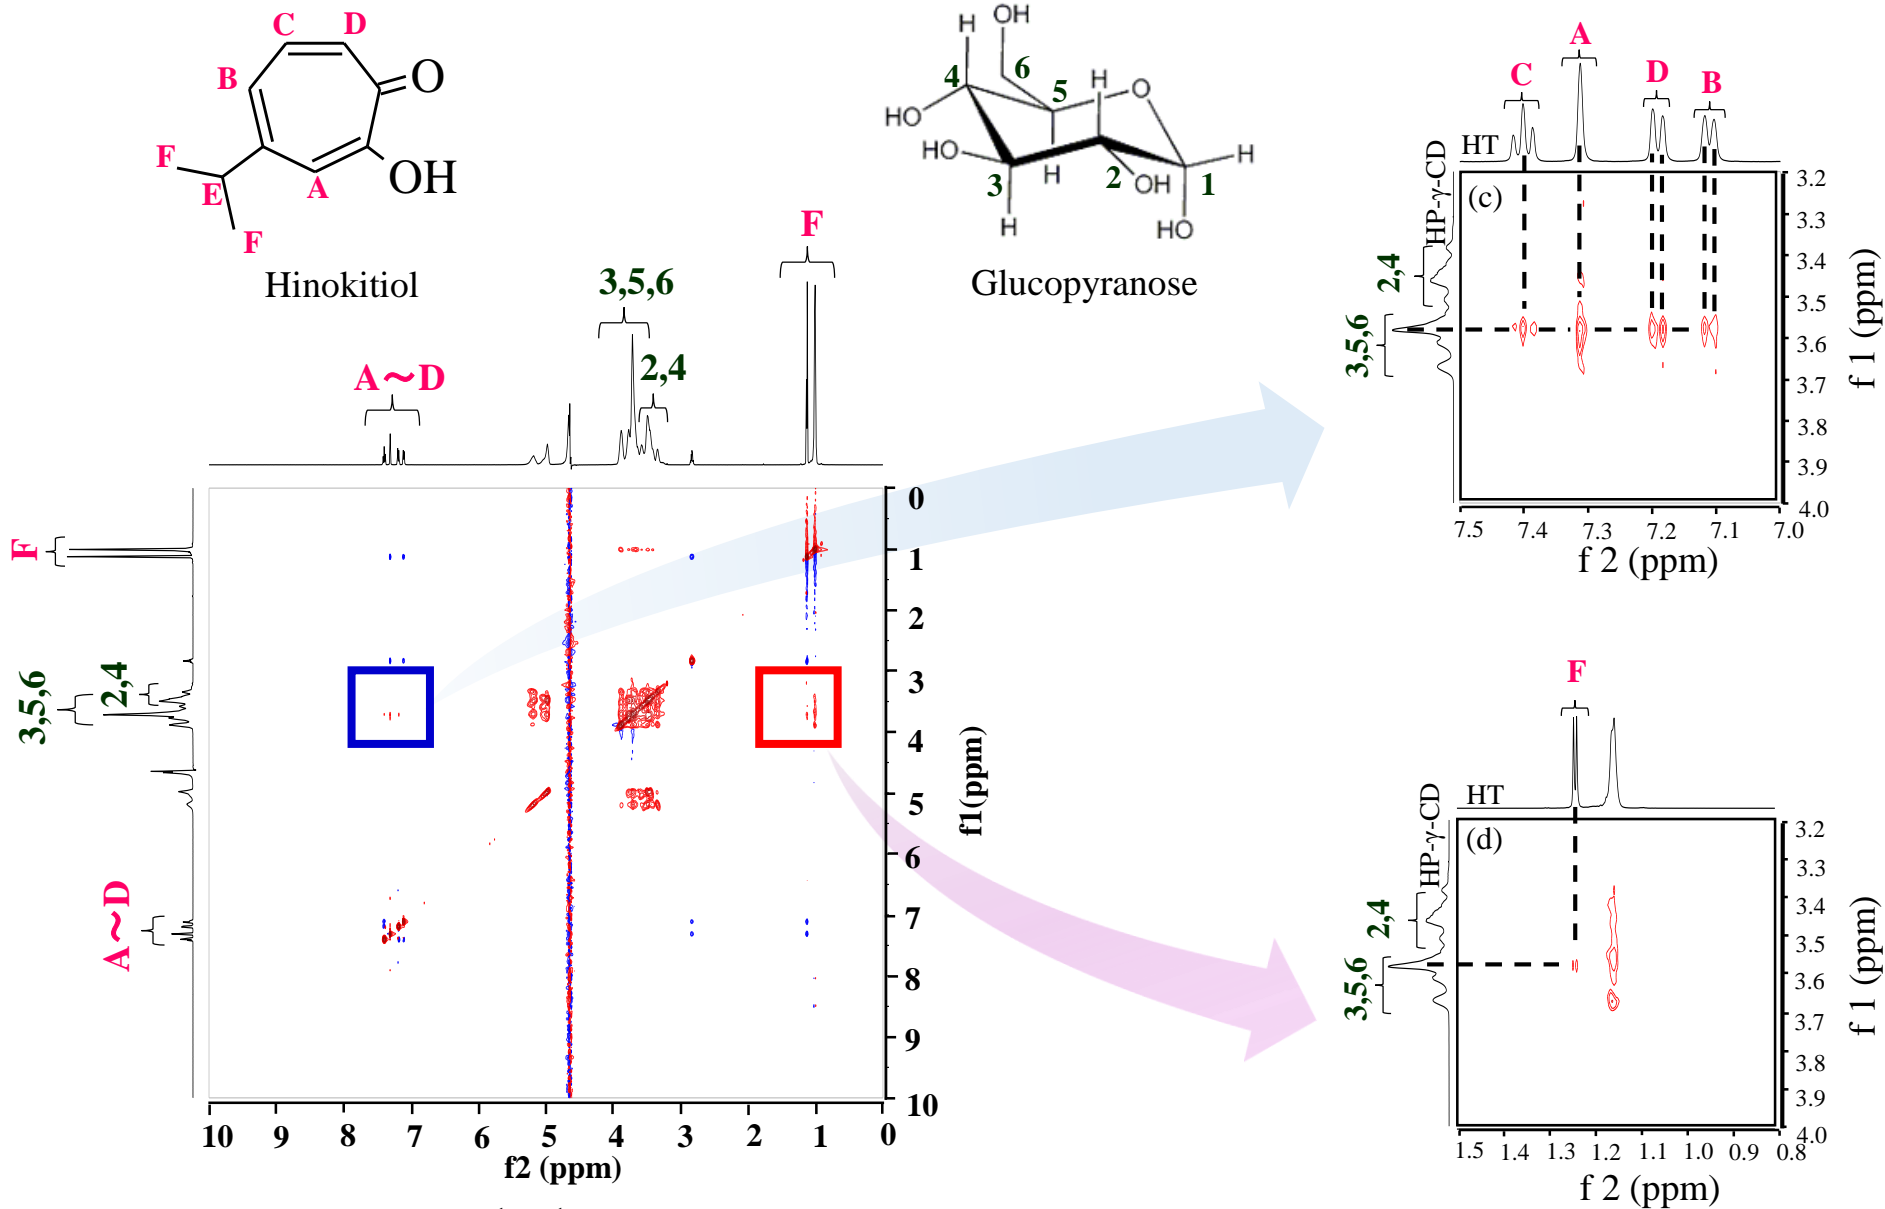 C
D
B
O
F
E
A
OH
F
Hinokitiol
OH
H
6
4
5
H
O
HO
HO
H
3
H
2
OH
1
H
HO
Glucopyranose
F
3,5,6
2,4
A～D
F
3,5,6
2,4
A～D
0
1
2
3
4
5
6
7
8
9
10
f1(ppm)
10
9
8
7
6
5
4
3
2
1
0
f2 (ppm)
C
A
D
B
HT
HP-γ-CD
2,4
3,5,6
(c)
3.2
3.3
3.4
3.5
3.6
3.7
3.8
3.9
4.0
f 1 (ppm)
7.5
7.4
7.3
7.2
7.1
7.0
f 2 (ppm)
F
HT
HP-γ-CD
2,4
3,5,6
(d)
3.2
3.3
3.4
3.5
3.6
3.7
3.8
3.9
4.0
f 1 (ppm)
1.5
1.4
1.3
1.2
1.1
1.0
0.9
0.8
f 2 (ppm)